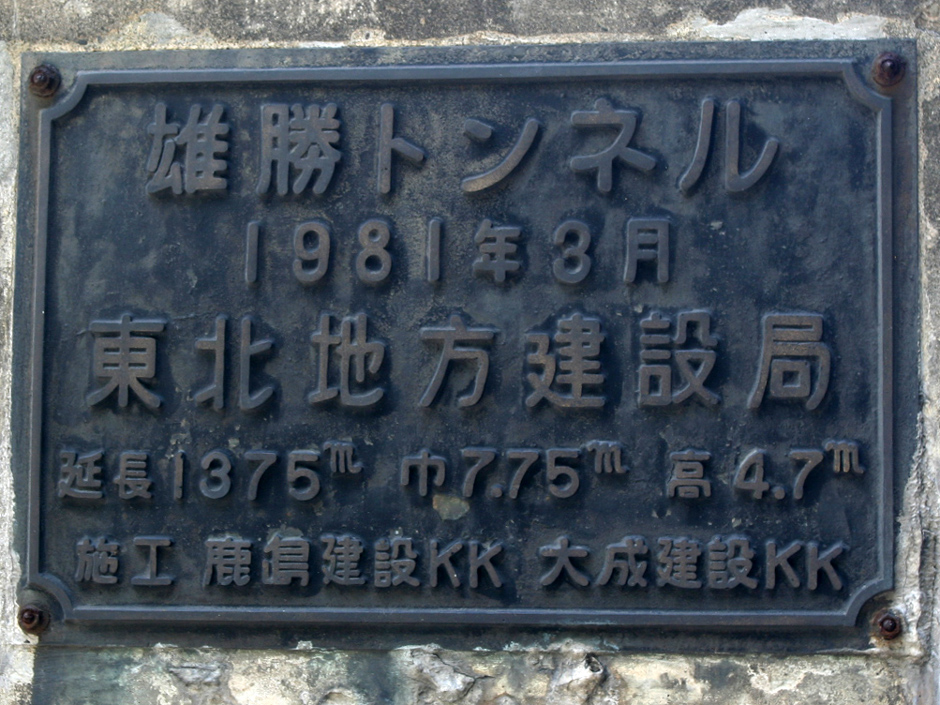 雄勝トンネル
1981年3月
東北地方建設局
延長1375m 巾7.75m 高4.7m
施工 鹿島建設KK 大成建設KK